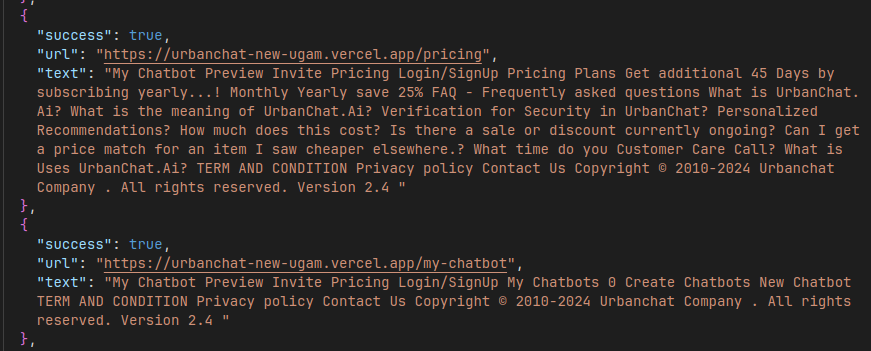 },
{
"success": true,
"url": "https://urbanchat-new-ugam.vercel.app/pricing",
"text": "My Chatbot Preview Invite Pricing Login/SignUp Pricing Plans Get additional 45 Days by
subscribing yearly...! Monthly Yearly save 25% FAQ - Frequently asked questions What is UrbanChat.
Ai? What is the meaning of UrbanChat.Ai? Verification for Security in UrbanChat? Personalized
Recommendations? How much does this cost? Is there a sale or discount currently ongoing? Can I get
a price match for an item I saw cheaper elsewhere.? What time do you Customer Care Call? What is
Uses UrbanChat.Ai? TERM AND CONDITION Privacy policy Contact Us Copyright © 2010-2024 Urbanchat
Company . All rights reserved. Version 2.4 "
},
{
"success": true,
"url": "https://urbanchat-new-ugam.vercel.app/my-chatbot",
"text": "My Chatbot Preview Invite Pricing Login/SignUp My Chatbots 0 Create Chatbots New Chatbot
TERM AND CONDITION Privacy policy Contact Us Copyright © 2010-2024 Urbanchat Company . All rights
reserved. Version 2.4 "
},